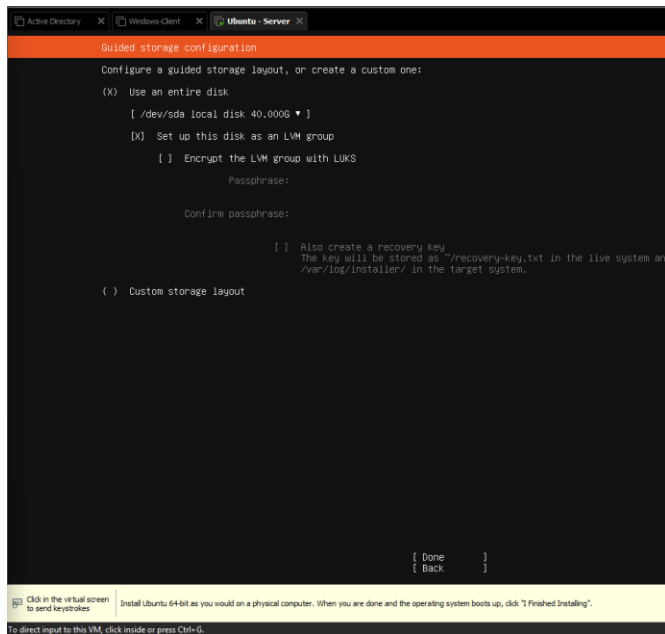 Active Directory Windows-Client Ubuntu - Server
Guided storage configuration
Configure a guided storage layout, or create a custom one:
(X) Use an entire disk
[ /dev/sda local disk 40.000G ▾ ]
[X] Set up this disk as an LVM group
[ ] Encrypt the LVM group with LUKS
Passphrase:
Confirm passphrase:
[ ] Also create a recovery key
The key will be stored as ~/recovery-key.txt in the live system an
/var/log/installer/ in the target system.
( ) Custom storage layout
[ Done ]
[ Back ]
Click in the virtual screen
to send keystrokes
Install Ubuntu 64-bit as you would on a physical computer. When you are done and the operating system boots up, click "I Finished Installing".
To direct input to this VM, click inside or press Ctrl+G.